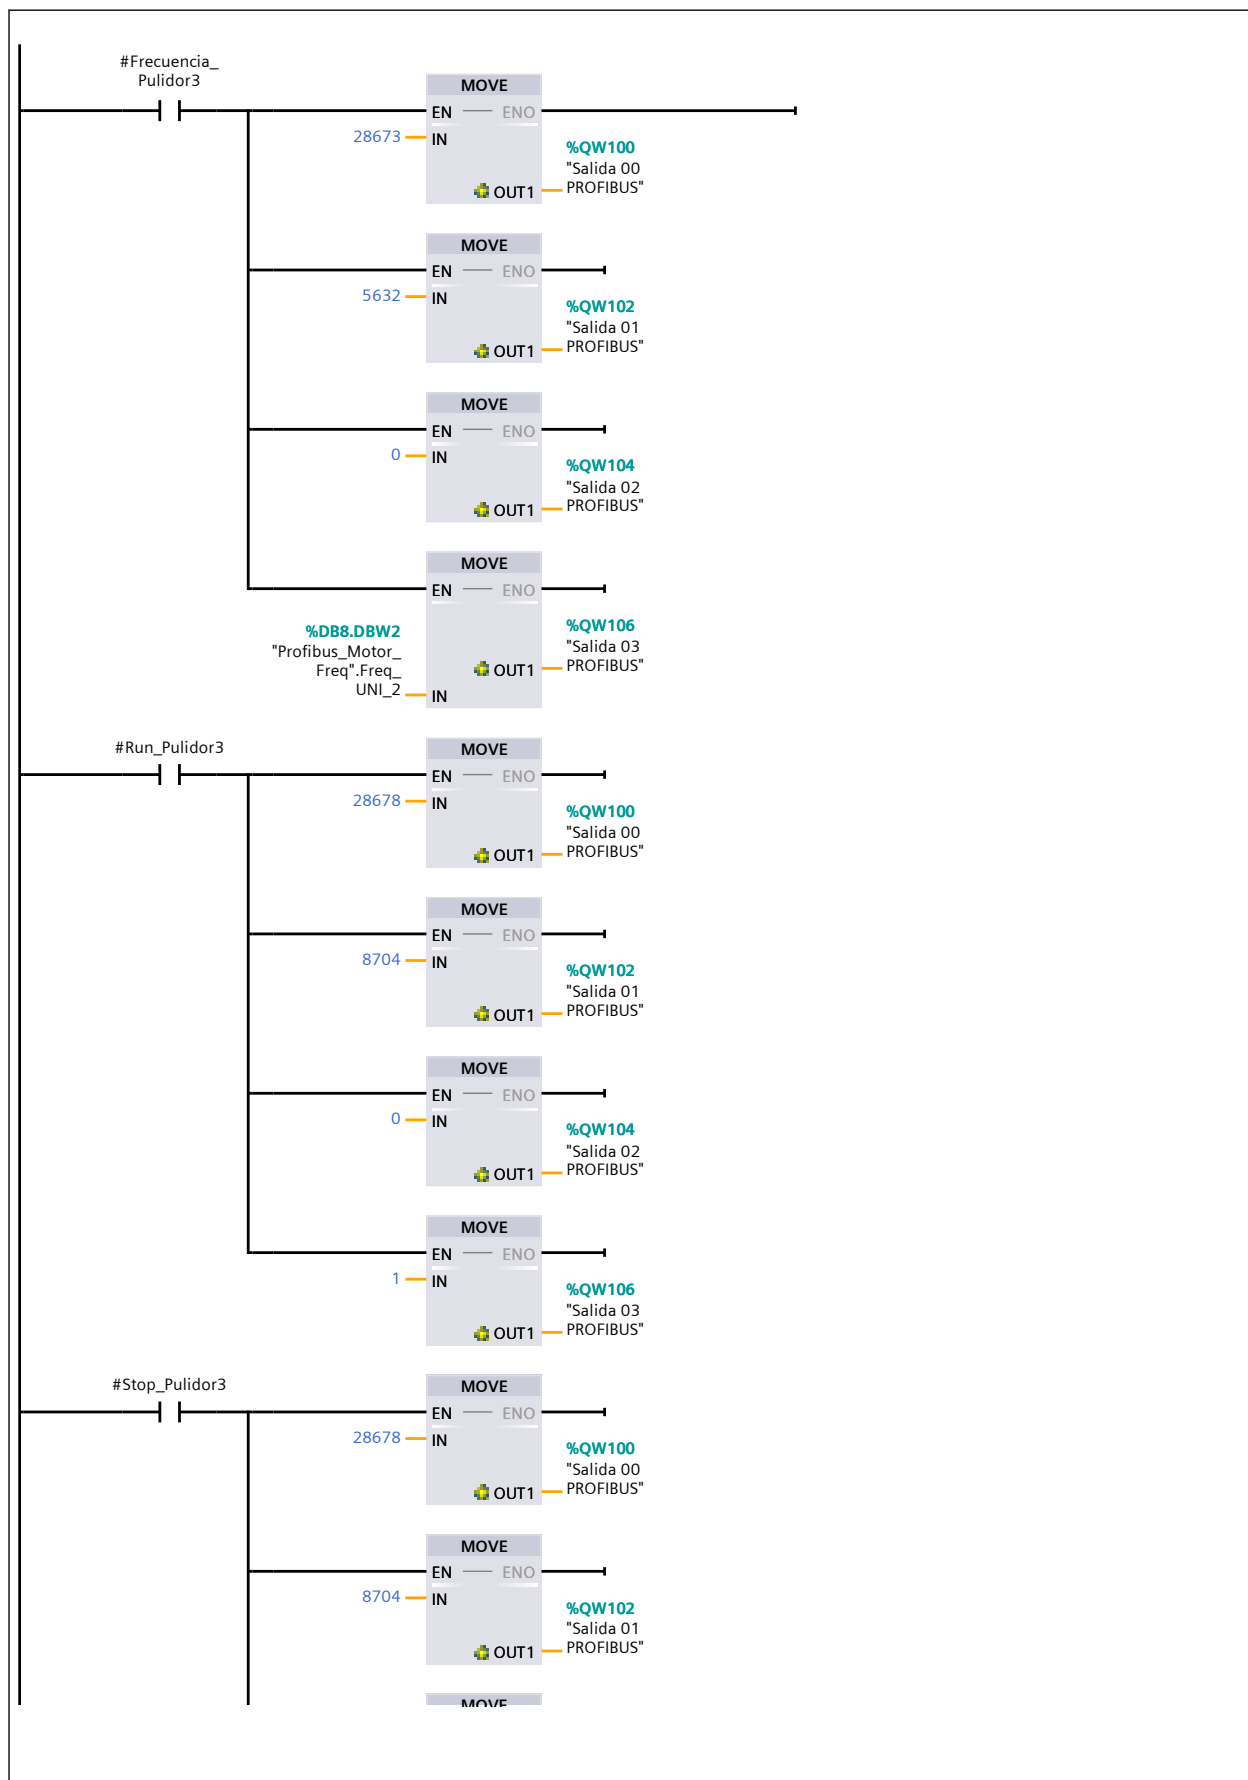 #Frecuencia_
Pulidor3
MOVE
EN ENO
28673 IN
%QW100
"Salida 00
PROFIBUS"
OUT1
MOVE
EN ENO
5632 IN
%QW102
"Salida 01
PROFIBUS"
OUT1
MOVE
EN ENO
0 IN
%QW104
"Salida 02
PROFIBUS"
OUT1
MOVE
EN ENO
%DB8.DBW2
"Profibus_Motor_
Freq".Freq_
UNI_2
IN
%QW106
"Salida 03
PROFIBUS"
OUT1
#Run_Pulidor3
MOVE
EN ENO
28678 IN
%QW100
"Salida 00
PROFIBUS"
OUT1
MOVE
EN ENO
8704 IN
%QW102
"Salida 01
PROFIBUS"
OUT1
MOVE
EN ENO
0 IN
%QW104
"Salida 02
PROFIBUS"
OUT1
MOVE
EN ENO
1 IN
%QW106
"Salida 03
PROFIBUS"
OUT1
#Stop_Pulidor3
MOVE
EN ENO
28678 IN
%QW100
"Salida 00
PROFIBUS"
OUT1
MOVE
EN ENO
8704 IN
%QW102
"Salida 01
PROFIBUS"
OUT1
MOVE